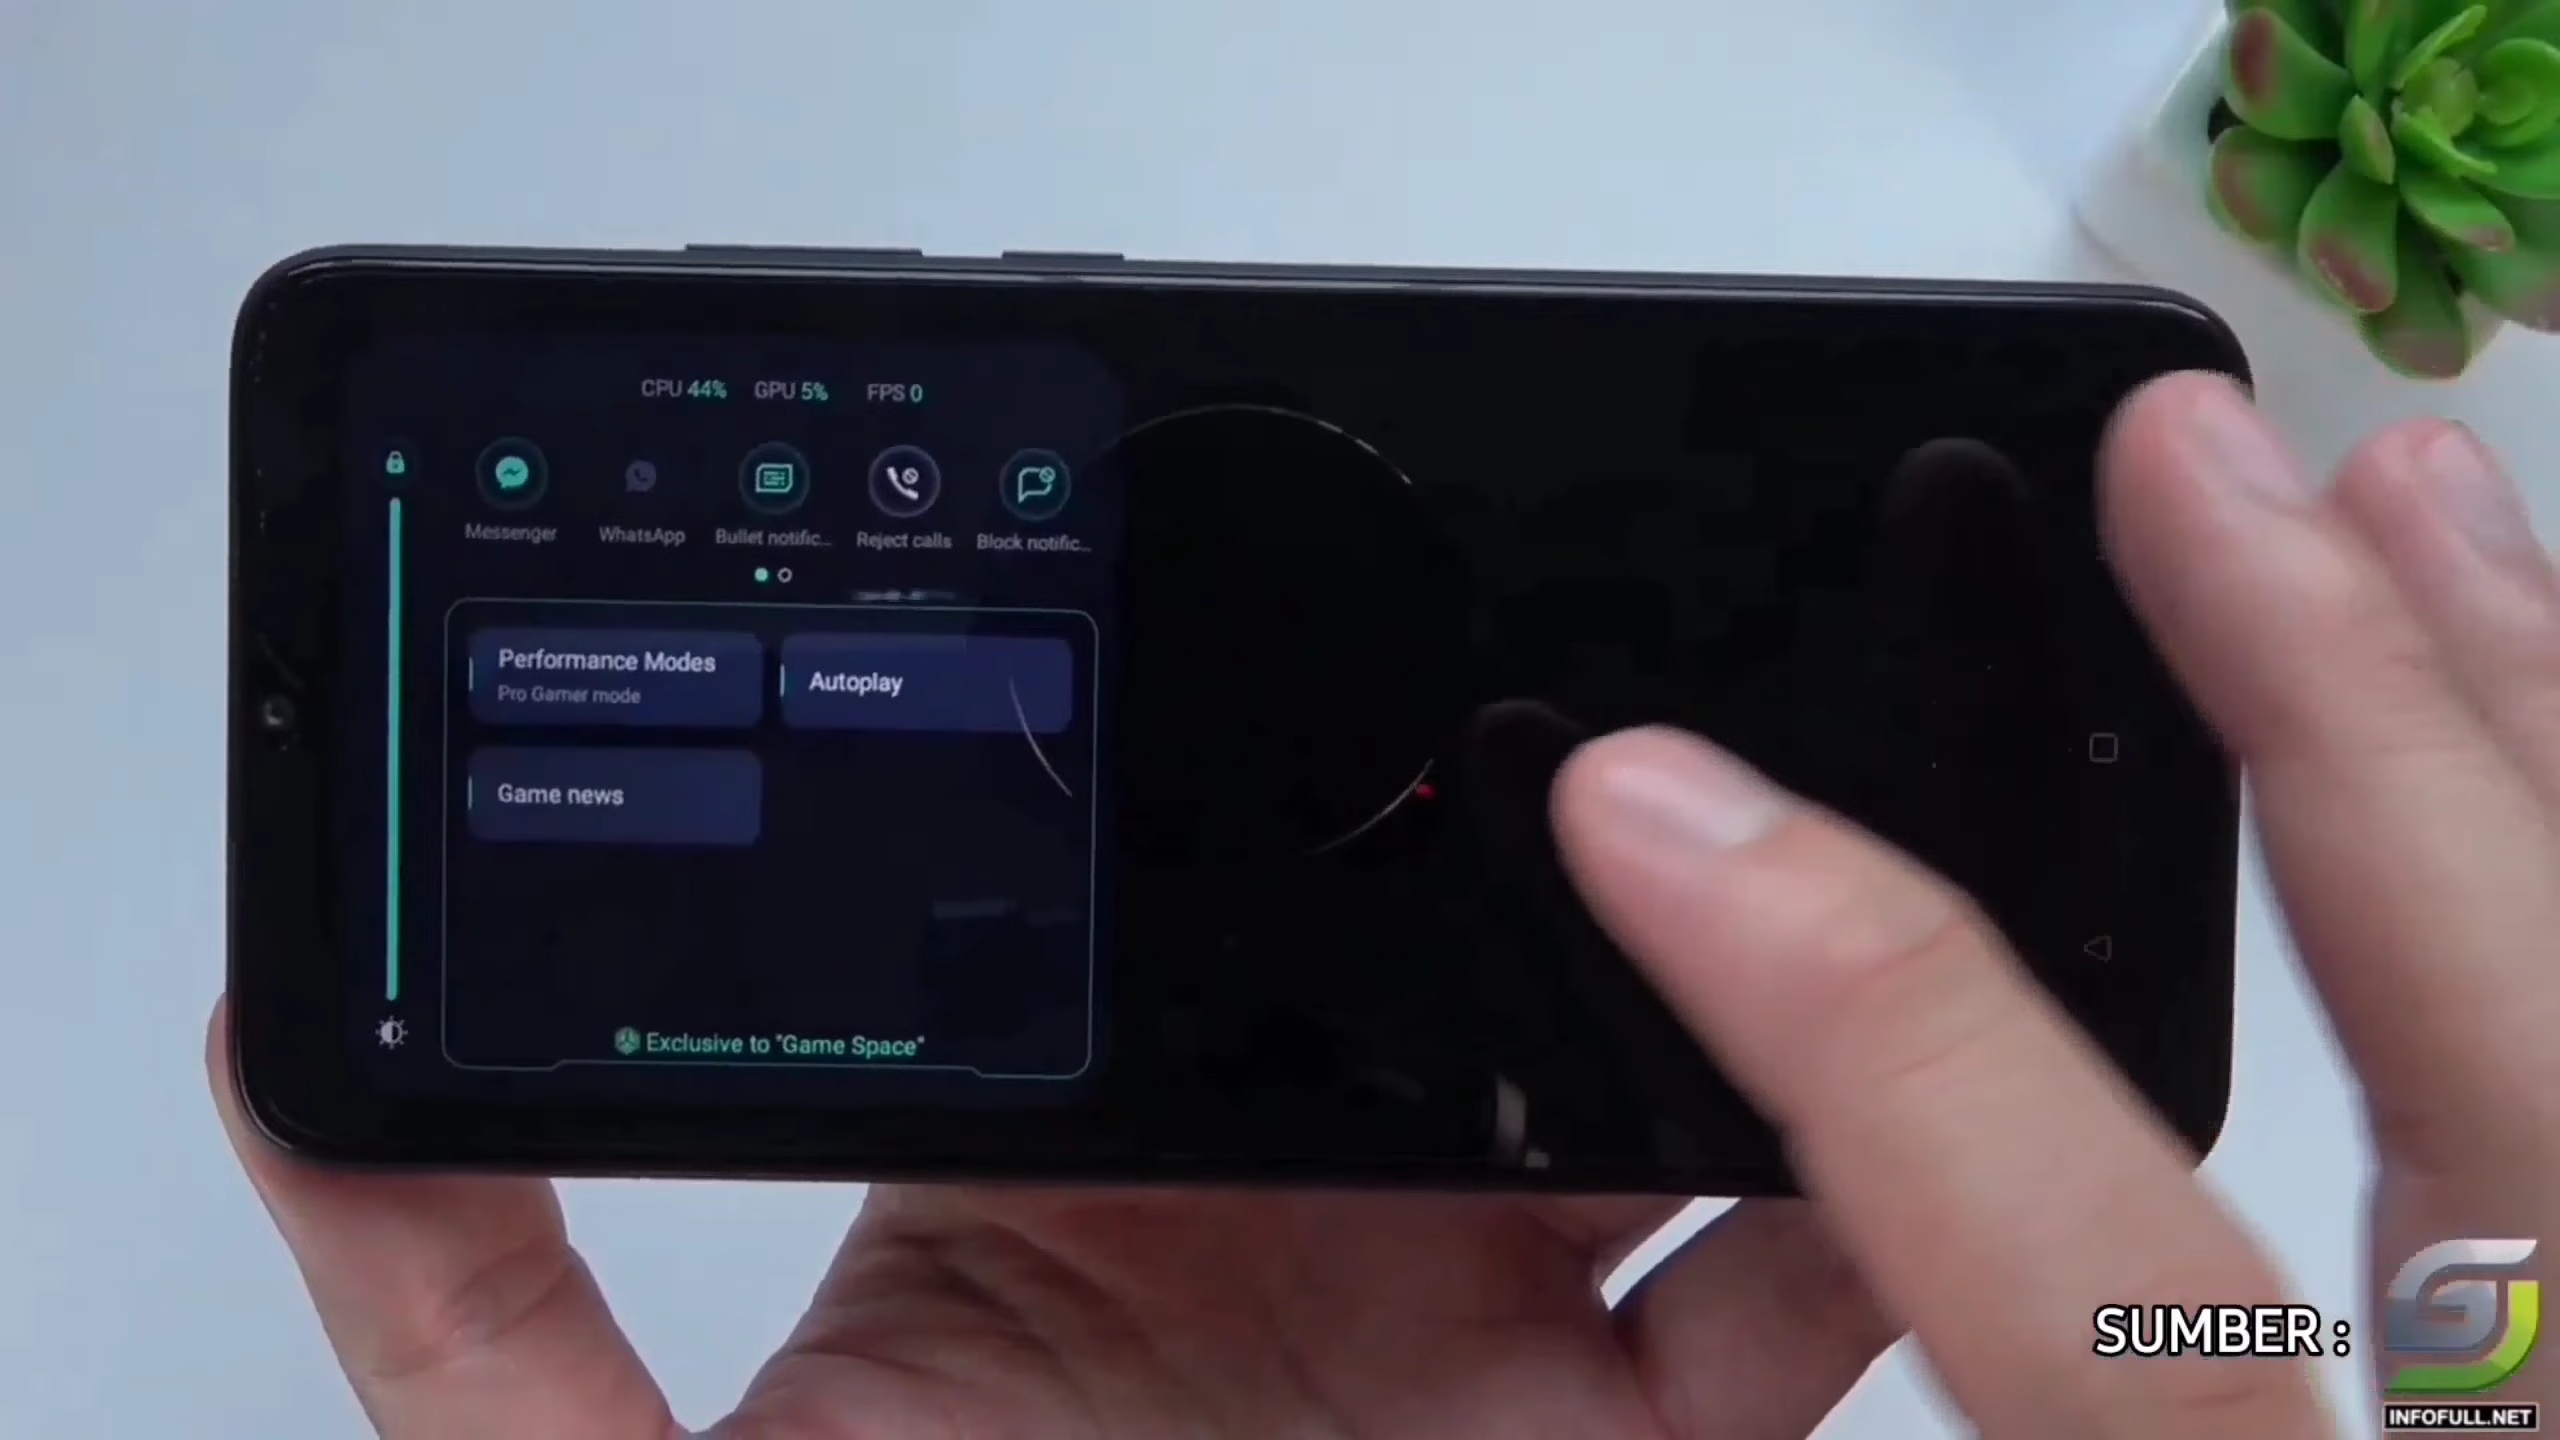 CPU 44% GPU 5% FPS 0
Messenger WhatsApp Bullet notific... Reject calls Block notific...
Performance Modes
Pro Gamer mode
Autoplay
Game news
Exclusive to "Game Space"
SUMBER :
INFOFULL.NET